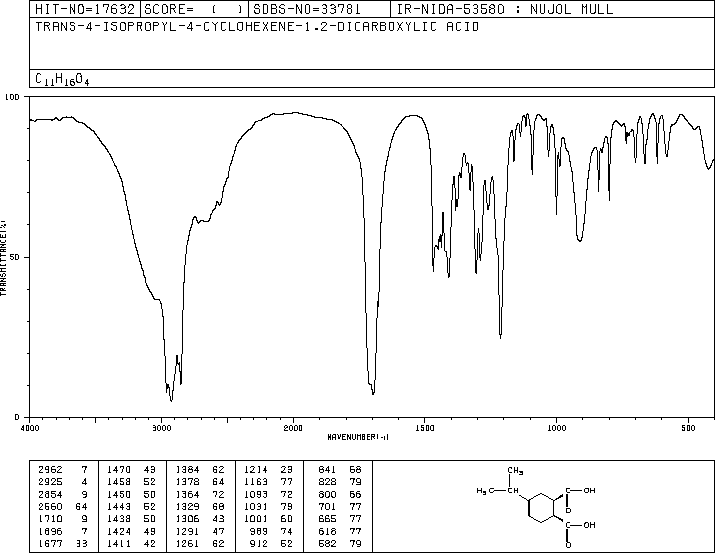 HIT-NO=17632 SCORE= ( ) SDBS-NO=33781 IR-NIDA-53580 : NUJOL MULL
TRANS-4-ISOPROPYL-4-CYCLOHEXENE-1,2-DICARBOXYLIC ACID
C11H16O4
100
50
0
TRANSMITTANCE(%)
4000 3000 2000 1500 1000 500
WAVENUMBER(-1)
2962 7 1470 43 1384 62 1214 23 841 68
2925 4 1458 52 1378 64 1163 77 828 79
2854 9 1450 50 1364 72 1093 72 800 66
2560 64 1443 52 1329 68 1031 79 701 77
1710 9 1438 50 1306 43 1001 60 665 77
1696 7 1424 49 1291 47 989 74 618 77
1677 33 1411 42 1261 62 912 52 582 79
CH3
H3C CH
C OH
O
C OH
O